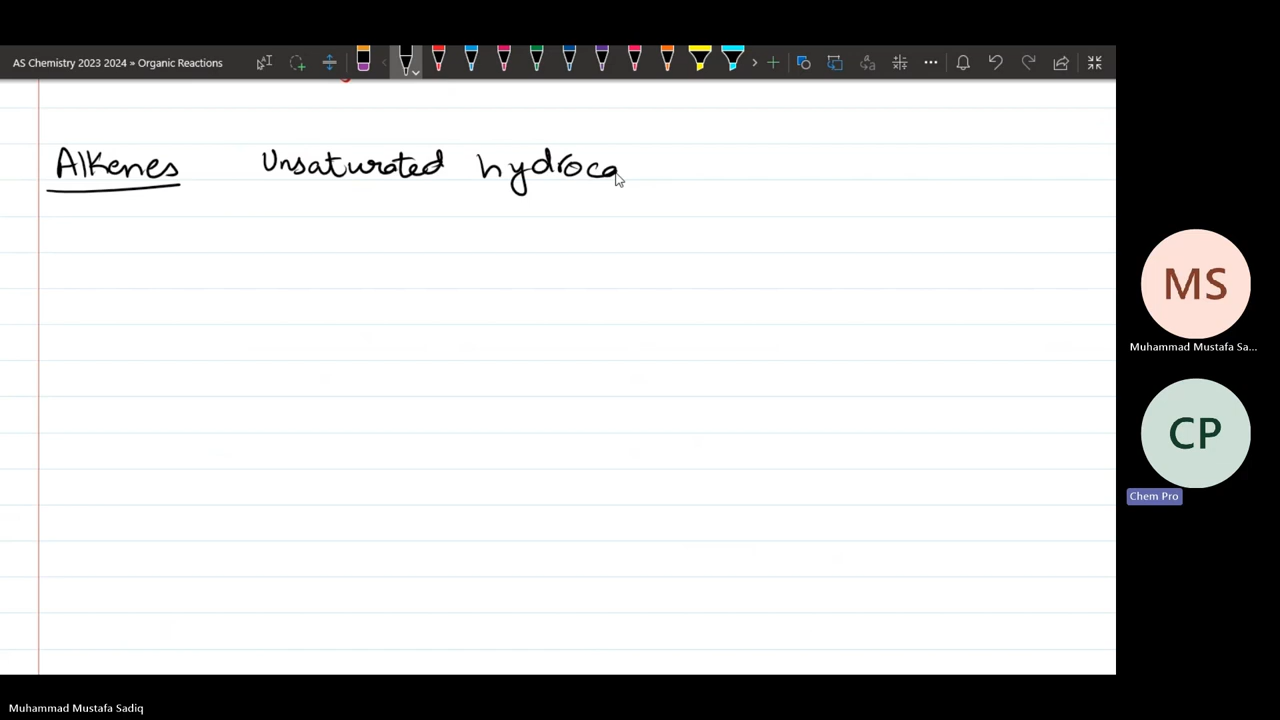 AS Chemistry 2023 2024 » Organic Reactions
Alkenes Unsaturated hydroca
MS
Muhammad Mustafa Sa...
CP
Chem Pro
Muhammad Mustafa Sadiq